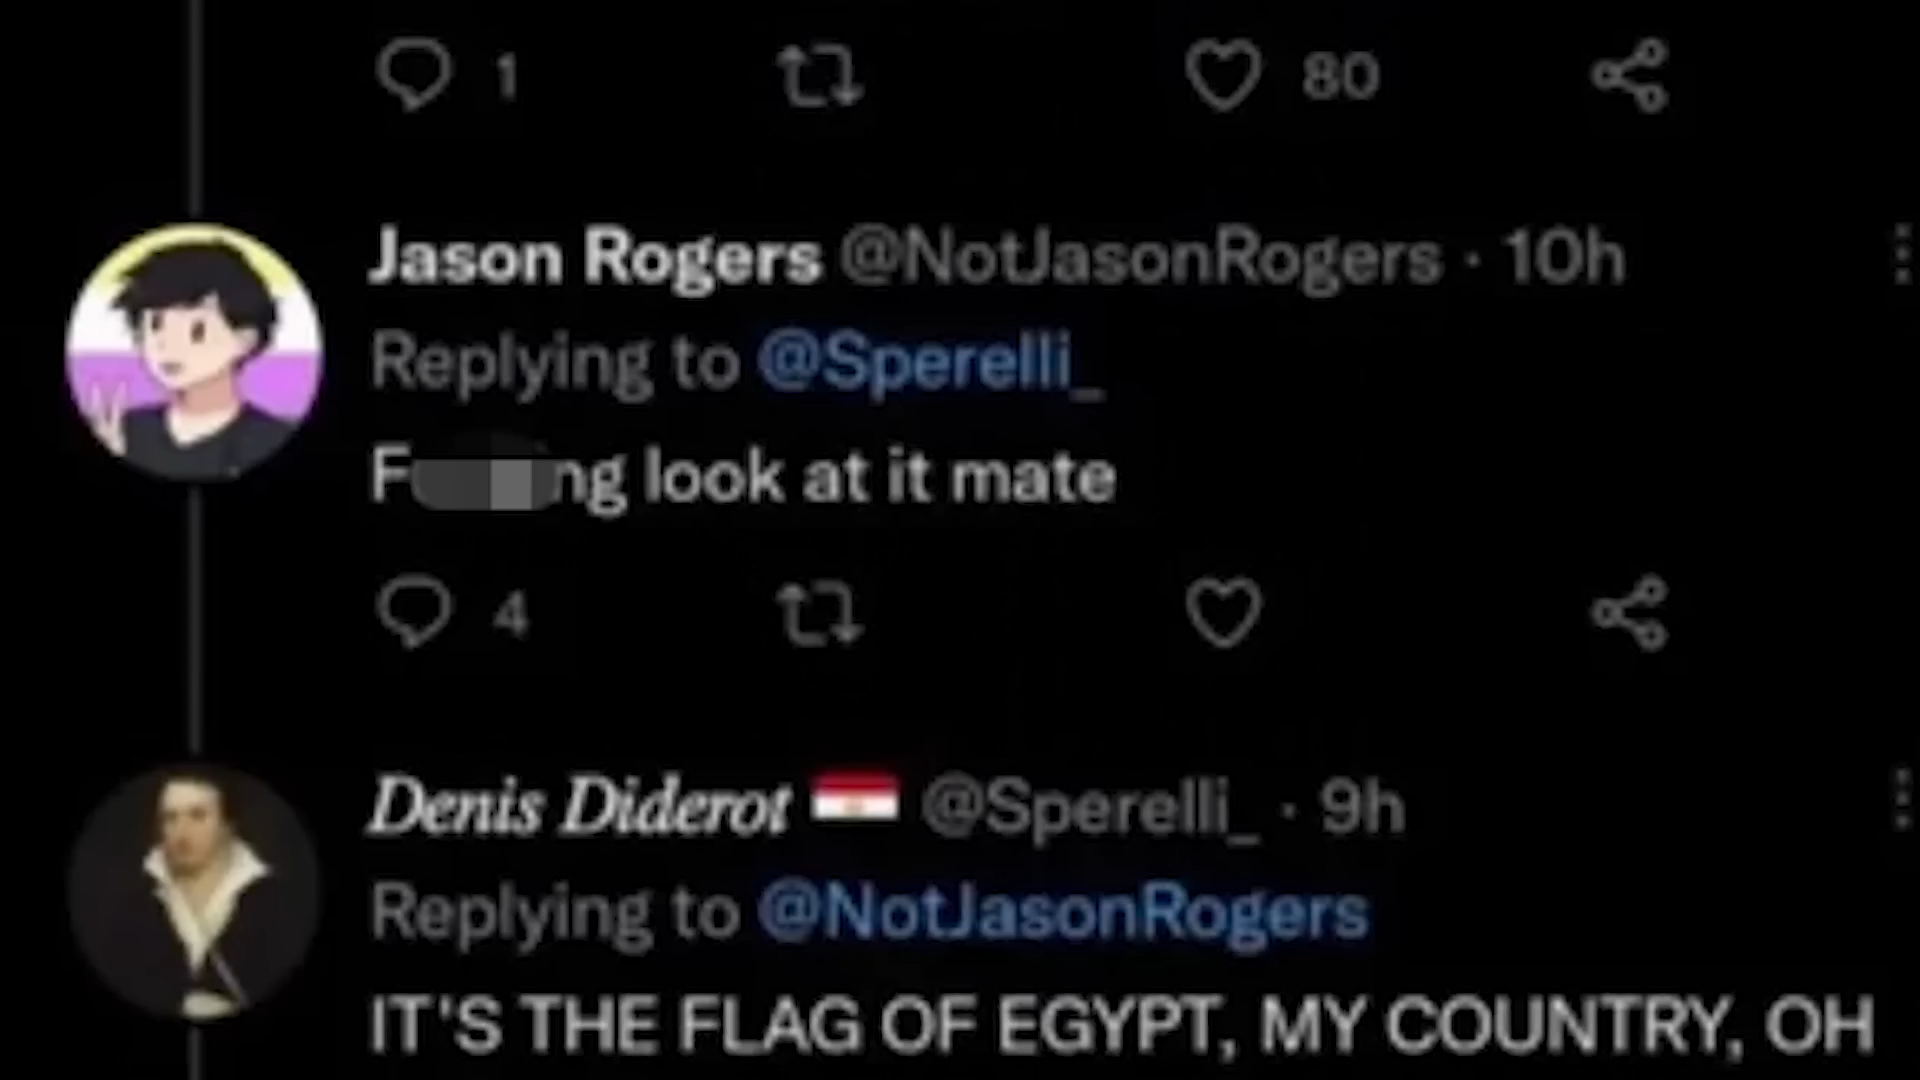 1 80
Jason Rogers @NotJasonRogers · 10h
Replying to @Sperelli_
look at it mate
4
Denis Diderot @Sperelli_ · 9h
Replying to @NotJasonRogers
IT'S THE FLAG OF EGYPT, MY COUNTRY, OH